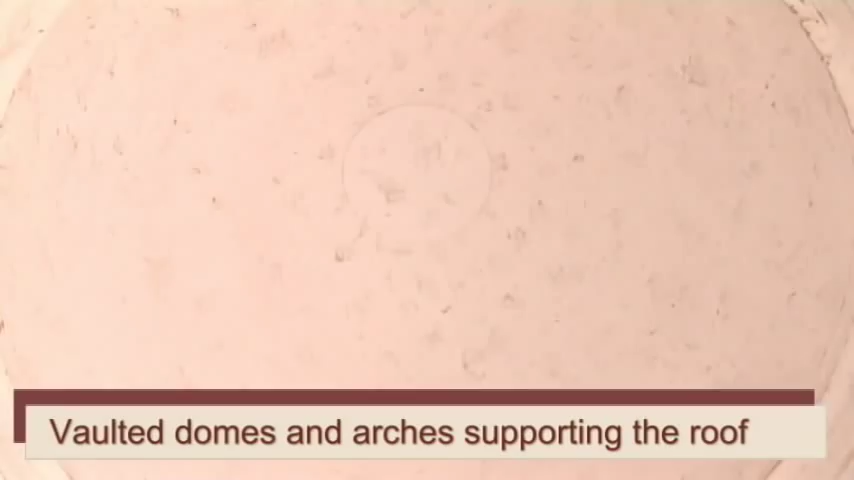 Vaulted domes and arches supporting the roof